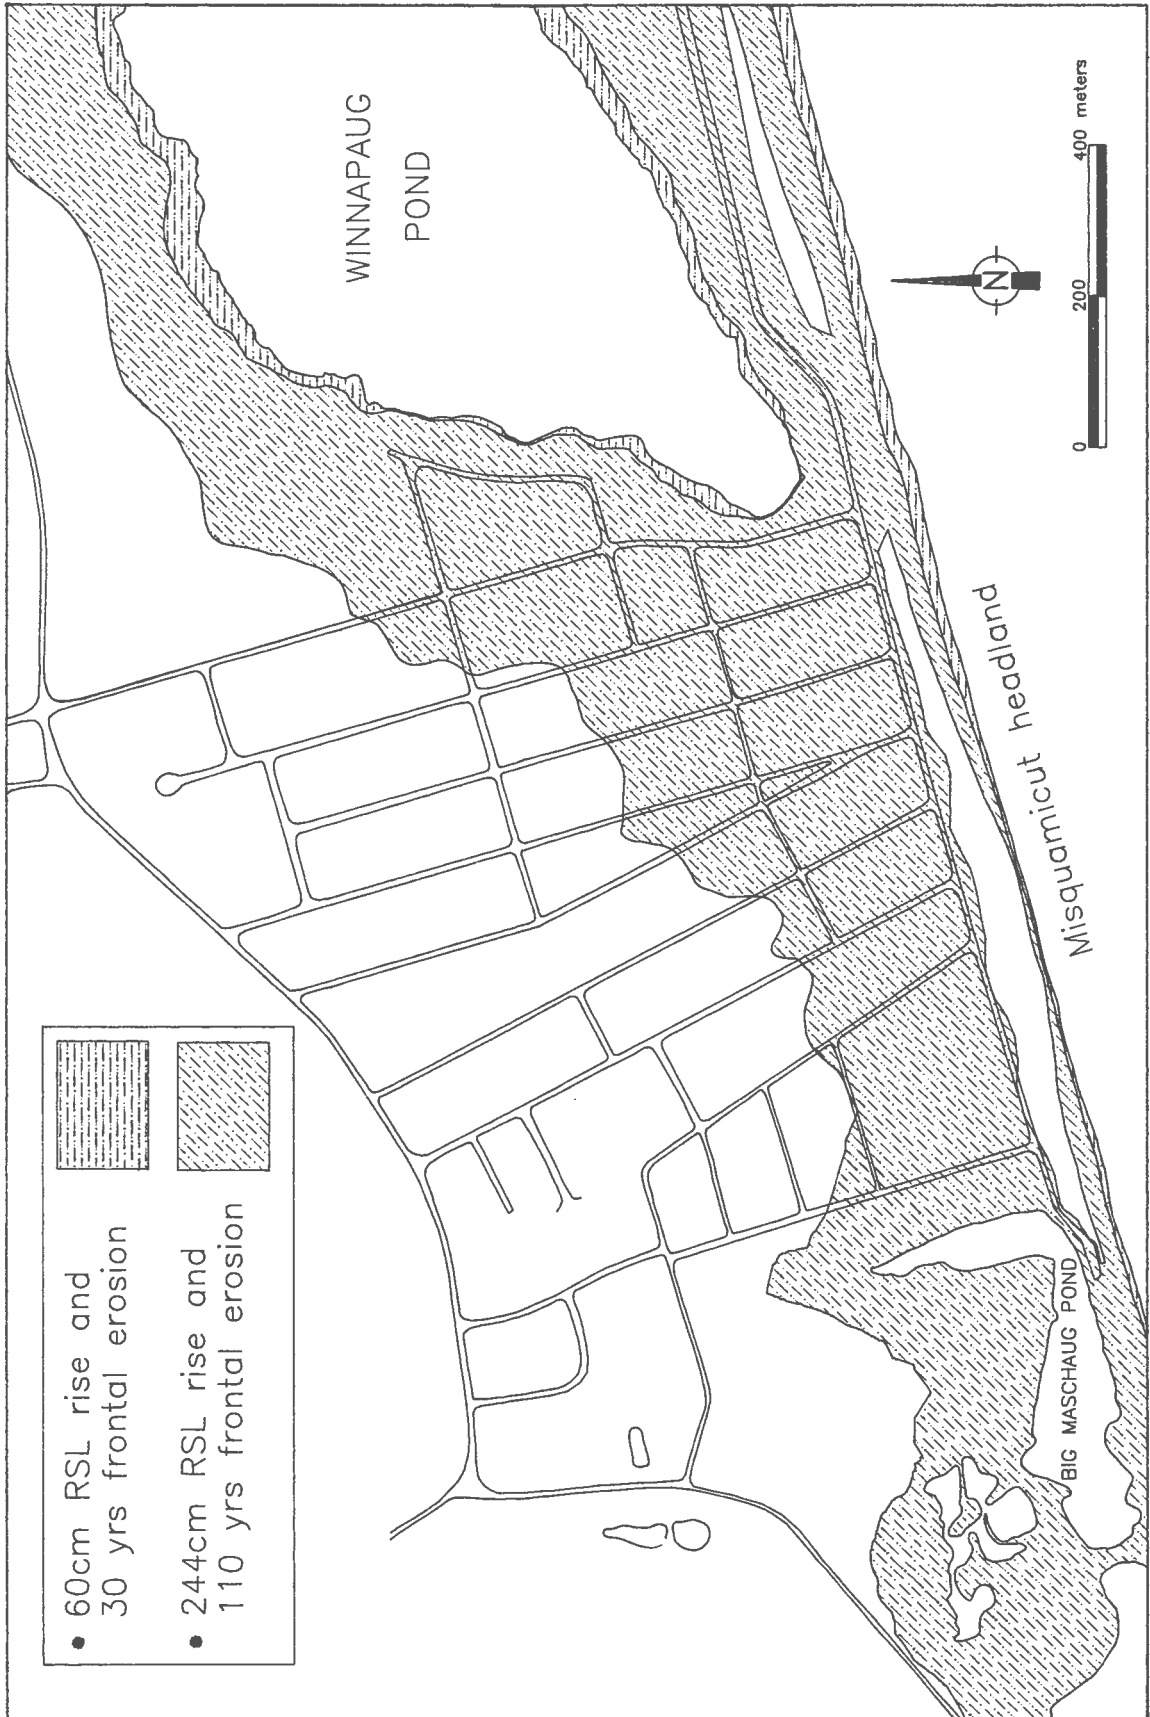 WINNAPAUG
POND
N
0 200 400 meters
Misquamicut headland
BIG MASCHAUG POND
• 60cm RSL rise and
30 yrs frontal erosion
• 244cm RSL rise and
110 yrs frontal erosion